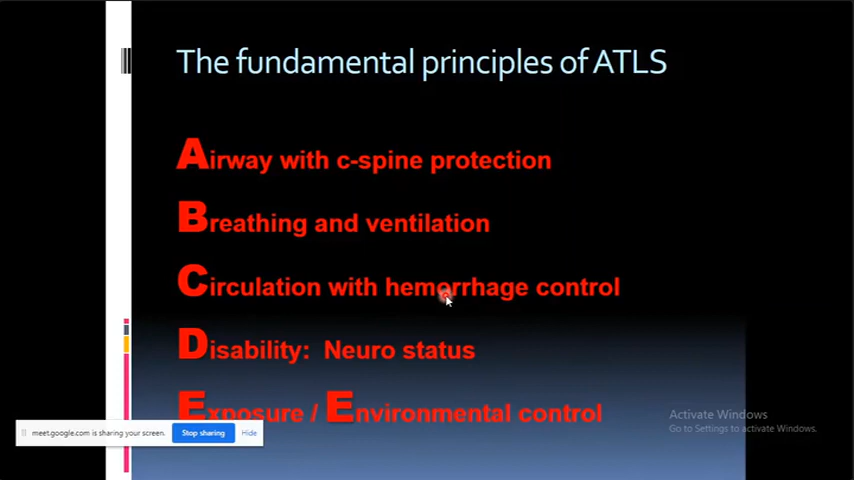 The fundamental principles of ATLS
Airway with c-spine protection
Breathing and ventilation
Circulation with hemorrhage control
Disability: Neuro status
Exposure / Environmental control
meet.google.com is sharing your screen. Stop sharing Hide
Activate Windows
Go to Settings to activate Windows.